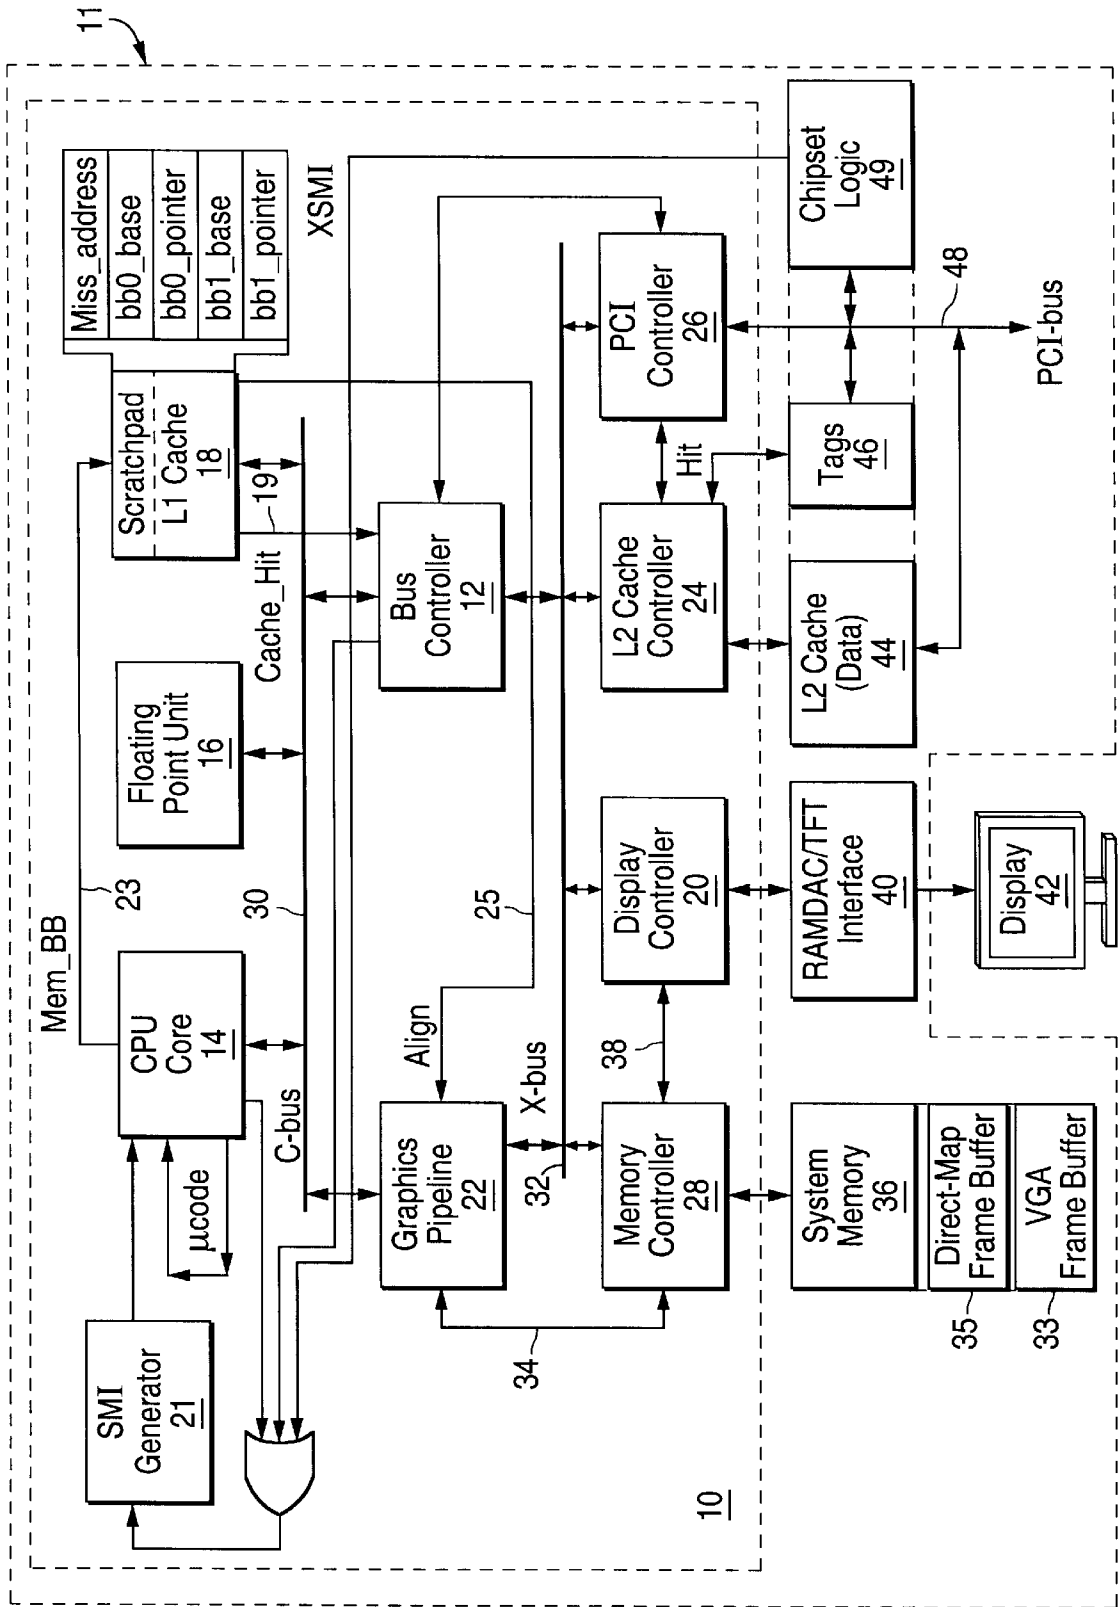 11
Miss_address
bb0_base
bb0_pointer
bb1_base
bb1_pointer
Scratchpad
L1 Cache
18
Mem_BB
23
SMI
Generator
21
CPU
Core
14
µcode
Floating
Point Unit
16
Cache_Hit
19
XSMI
C-bus
30
Graphics
Pipeline
22
Align
25
Bus
Controller
12
X-bus
32
34
Memory
Controller
28
38
Display
Controller
20
L2 Cache
Controller
24
Hit
PCI
Controller
26
10
System
Memory
36
Direct-Map
Frame Buffer
35
VGA
Frame Buffer
33
RAMDAC/TFT
Interface
40
Display
42
L2 Cache
(Data)
44
Tags
46
Chipset
Logic
49
48
PCI-bus